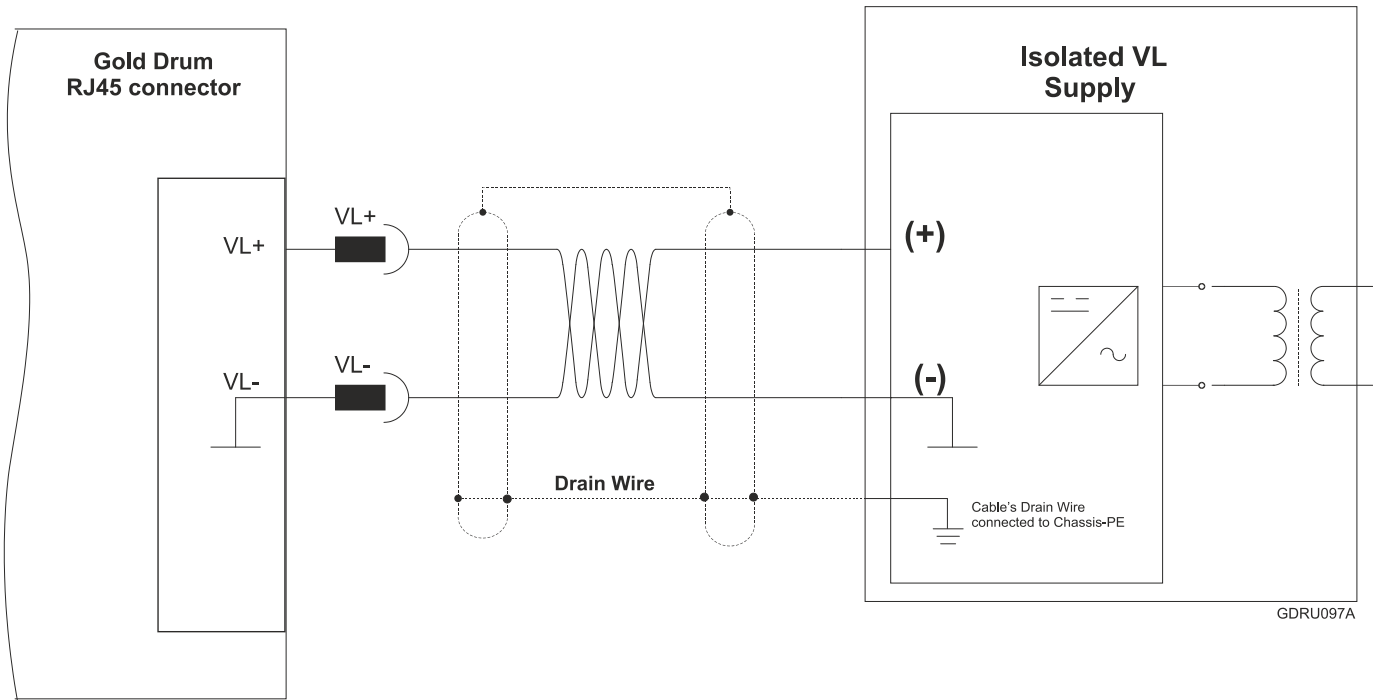 Gold Drum
RJ45 connector
Isolated VL
Supply
VL+
VL+
(+)
VL-
VL-
(-)
Drain Wire
Cable's Drain Wire
connected to Chassis-PE
GDRU097A